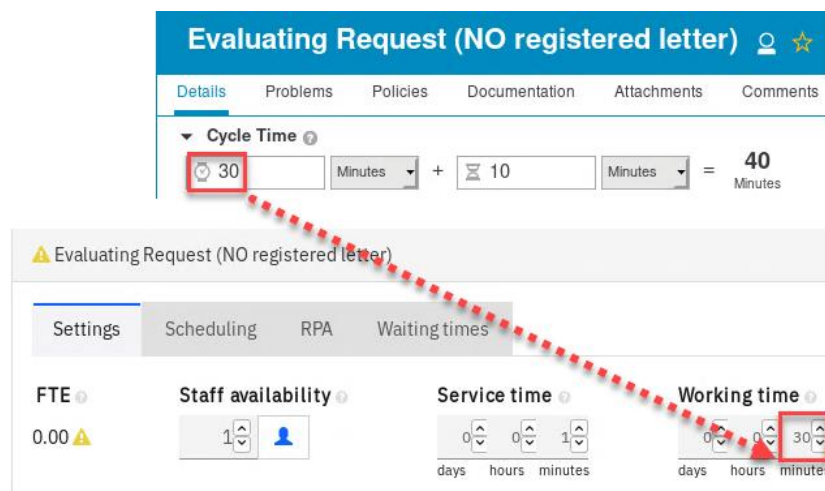 Evaluating Request (NO registered letter)
Details Problems Policies Documentation Attachments Comments
Cycle Time
30 Minutes + 10 Minutes = 40
Minutes
Evaluating Request (NO registered letter)
Settings Scheduling RPA Waiting times
FTE Staff availability Service time Working time
0.00 1 0 0 1 0 0 30
days hours minutes days hours minutes